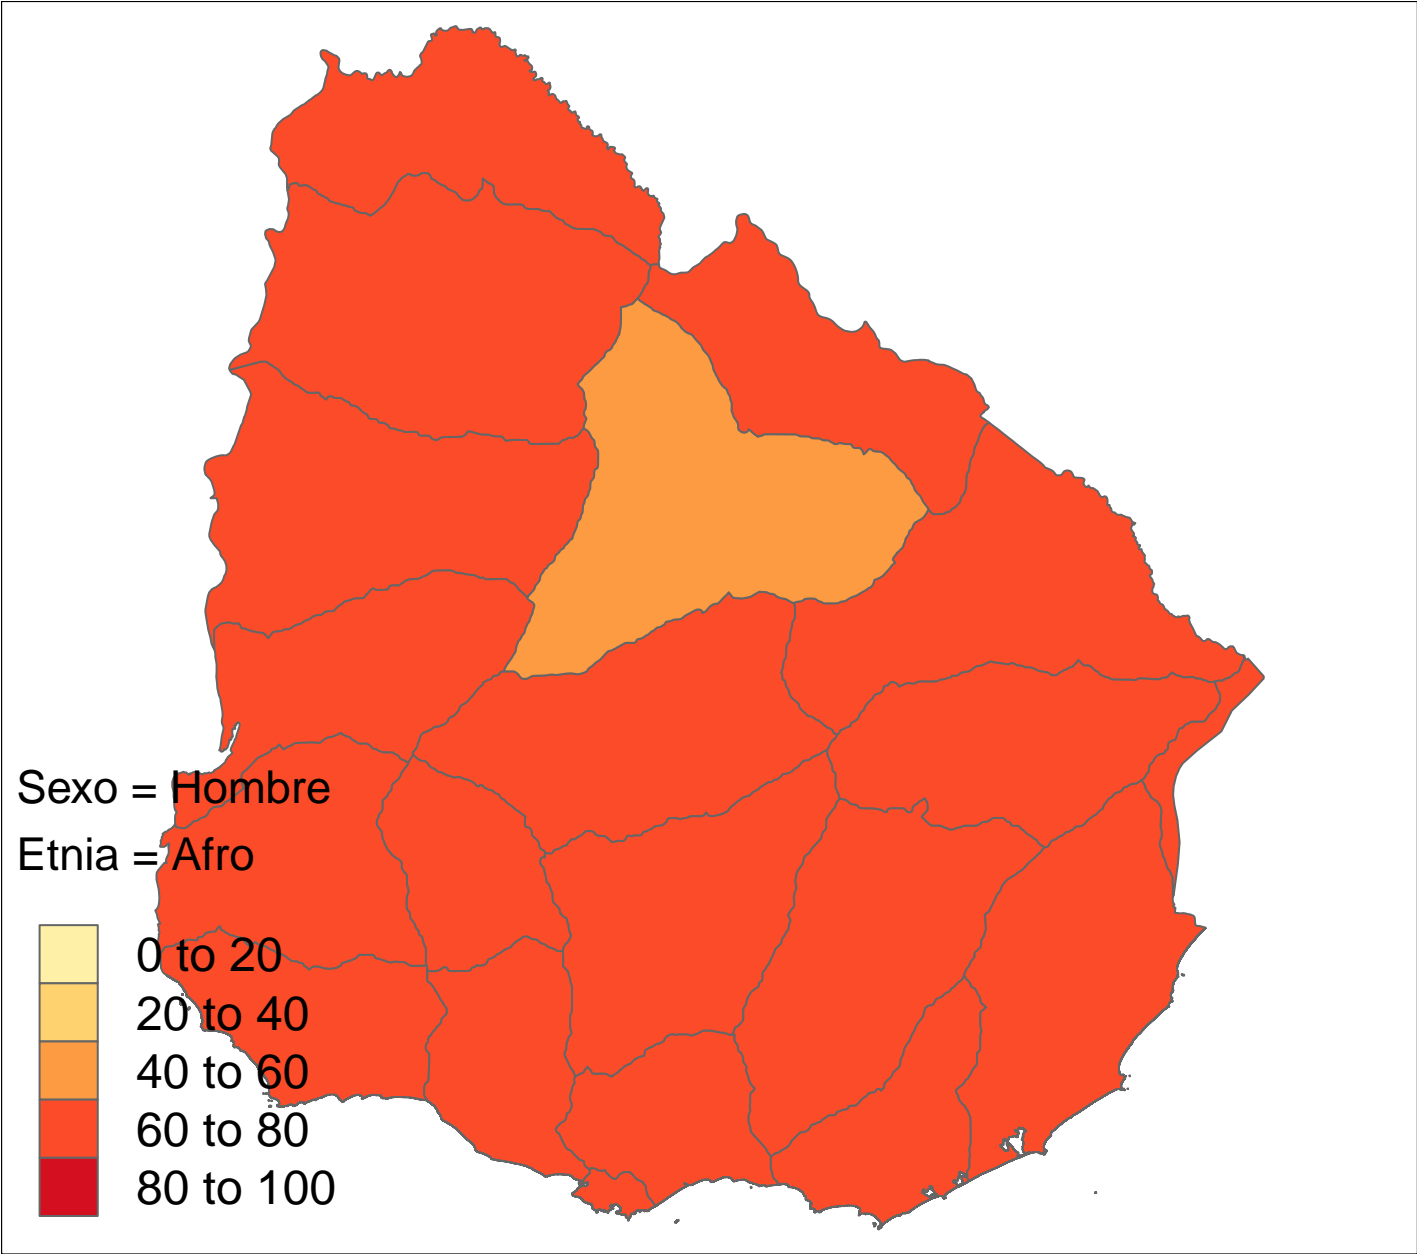 Sexo = Hombre
Etnia = Afro
0 to 20
20 to 40
40 to 60
60 to 80
80 to 100